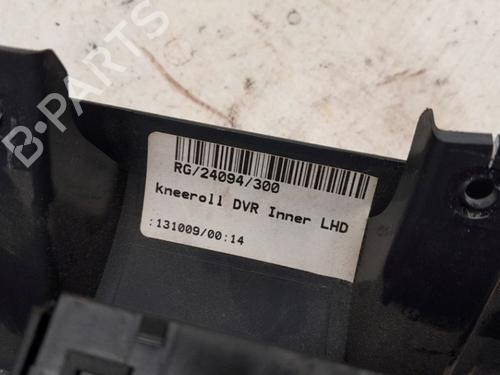 B-PARTS
RG/24094/300
kneeroll DVR Inner LHD
:131009/00:14